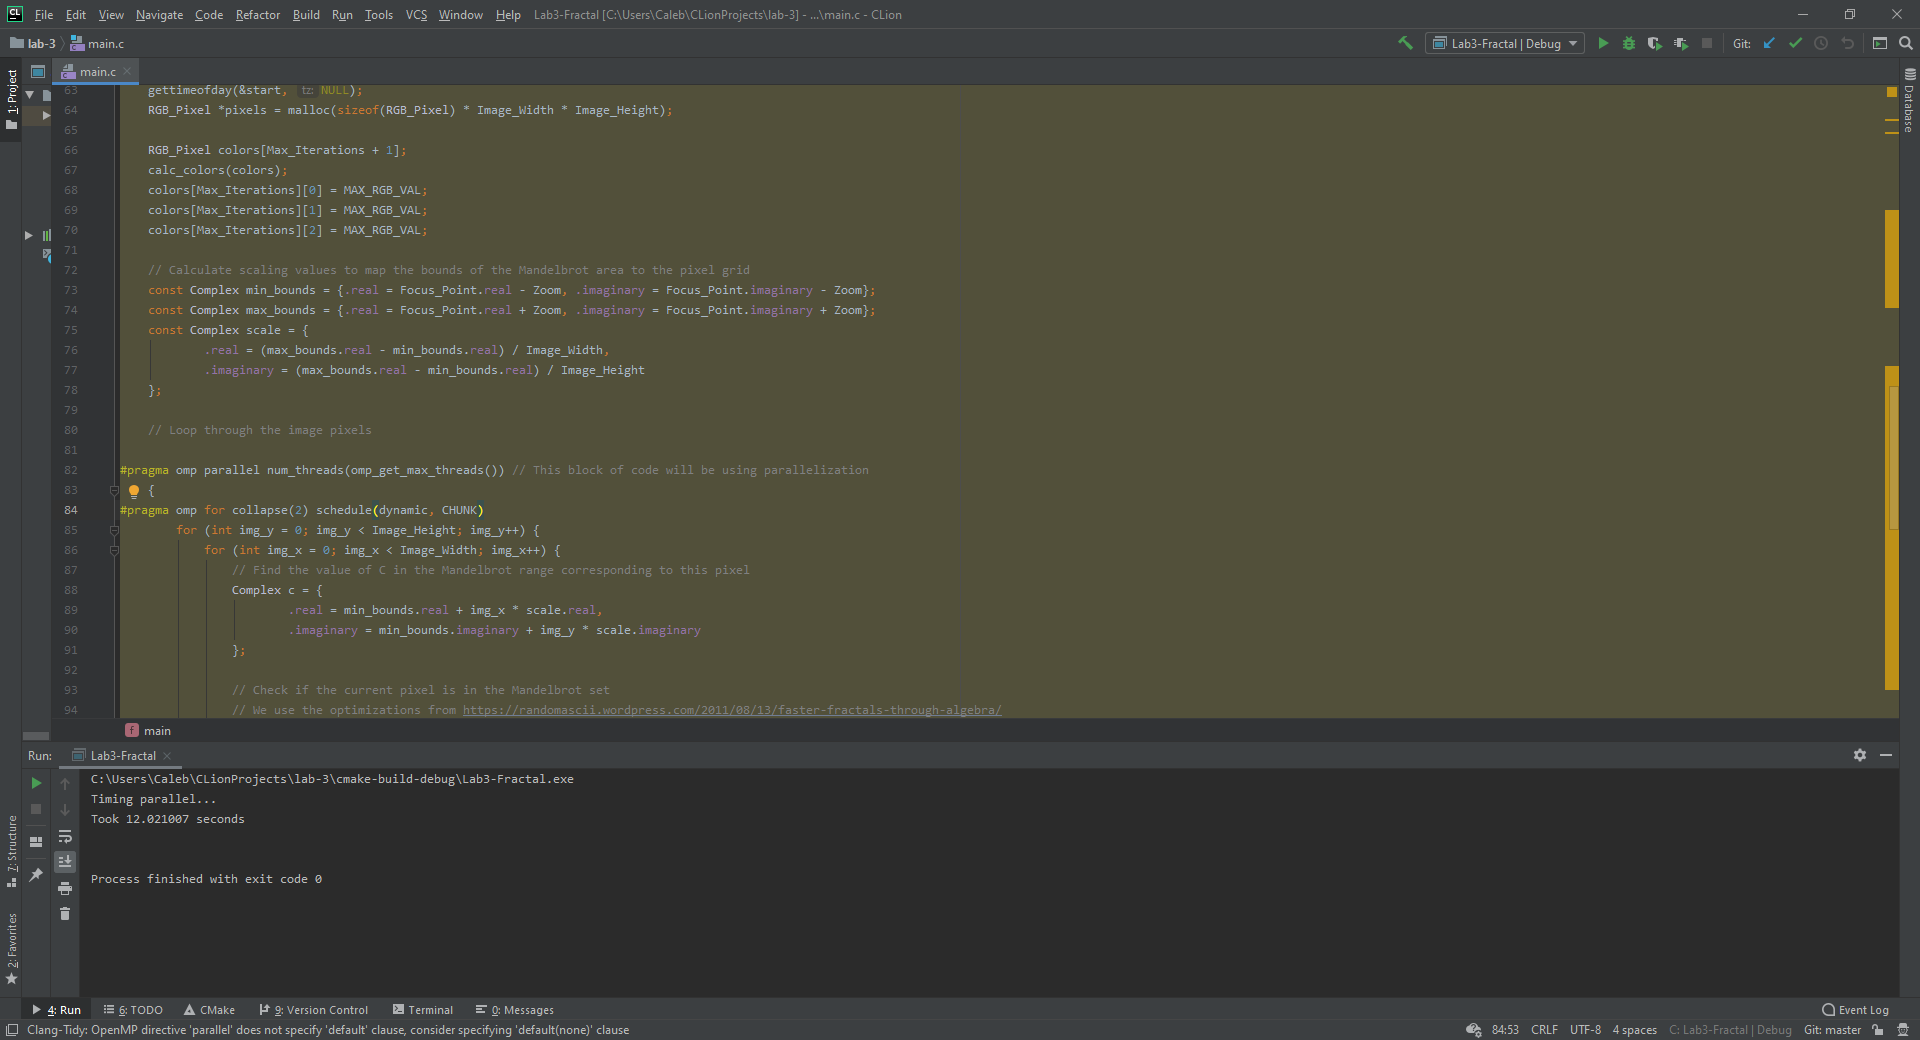 CL File Edit View Navigate Code Refactor Build Run Tools VCS Window Help Lab3-Fractal [C:\Users\Caleb\CLionProjects\lab-3] - ...\main.c - CLion
lab-3 main.c Lab3-Fractal | Debug Git:
1: Project
main.c
Database
63 gettimeofday(&start, tz: NULL);
64 RGB_Pixel *pixels = malloc(sizeof(RGB_Pixel) * Image_Width * Image_Height);
65
66 RGB_Pixel colors[Max_Iterations + 1];
67 calc_colors(colors);
68 colors[Max_Iterations][0] = MAX_RGB_VAL;
69 colors[Max_Iterations][1] = MAX_RGB_VAL;
70 colors[Max_Iterations][2] = MAX_RGB_VAL;
71
72 // Calculate scaling values to map the bounds of the Mandelbrot area to the pixel grid
73 const Complex min_bounds = {.real = Focus_Point.real - Zoom, .imaginary = Focus_Point.imaginary - Zoom};
74 const Complex max_bounds = {.real = Focus_Point.real + Zoom, .imaginary = Focus_Point.imaginary + Zoom};
75 const Complex scale = {
76 .real = (max_bounds.real - min_bounds.real) / Image_Width,
77 .imaginary = (max_bounds.real - min_bounds.real) / Image_Height
78 };
79
80 // Loop through the image pixels
81
82 #pragma omp parallel num_threads(omp_get_max_threads()) // This block of code will be using parallelization
83 {
84 #pragma omp for collapse(2) schedule(dynamic, CHUNK)
85 for (int img_y = 0; img_y < Image_Height; img_y++) {
86 for (int img_x = 0; img_x < Image_Width; img_x++) {
87 // Find the value of C in the Mandelbrot range corresponding to this pixel
88 Complex c = {
89 .real = min_bounds.real + img_x * scale.real,
90 .imaginary = min_bounds.imaginary + img_y * scale.imaginary
91 };
92
93 // Check if the current pixel is in the Mandelbrot set
94 // We use the optimizations from https://randomascii.wordpress.com/2011/08/13/faster-fractals-through-algebra/
f main
Run: Lab3-Fractal
C:\Users\Caleb\CLionProjects\lab-3\cmake-build-debug\Lab3-Fractal.exe
Timing parallel...
Took 12.021007 seconds
Process finished with exit code 0
7: Structure
2: Favorites
4: Run 6: TODO CMake 9: Version Control Terminal 0: Messages Event Log
Clang-Tidy: OpenMP directive 'parallel' does not specify 'default' clause, consider specifying 'default(none)' clause 84:53 CRLF UTF-8 4 spaces C: Lab3-Fractal | Debug Git: master